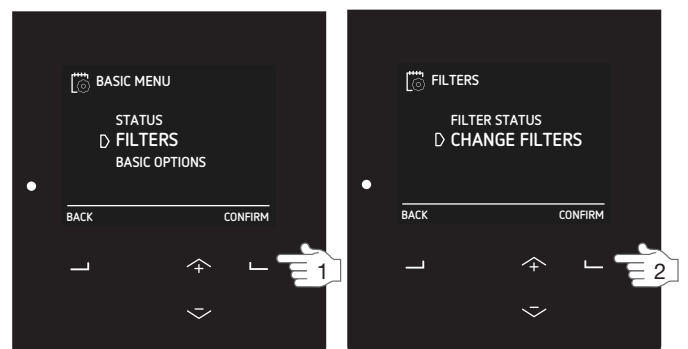 BASIC MENU
STATUS
FILTERS
BASIC OPTIONS
BACK CONFIRM
1
FILTERS
FILTER STATUS
CHANGE FILTERS
BACK CONFIRM
2